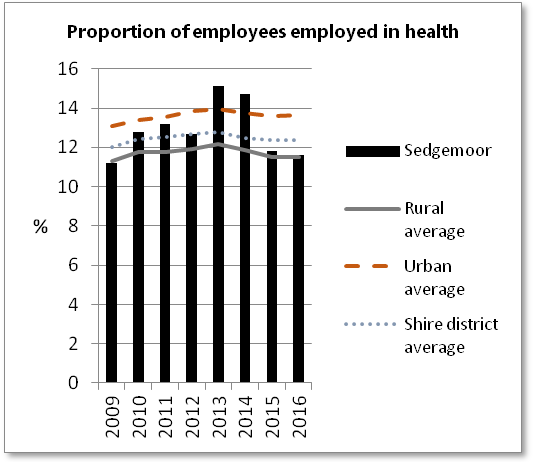 Proportion of employees employed in health
16
14
12
10
8
6
4
2
0
%
2009
2010
2011
2012
2013
2014
2015
2016
Sedgemoor
Rural
average
Urban
average
Shire district
average